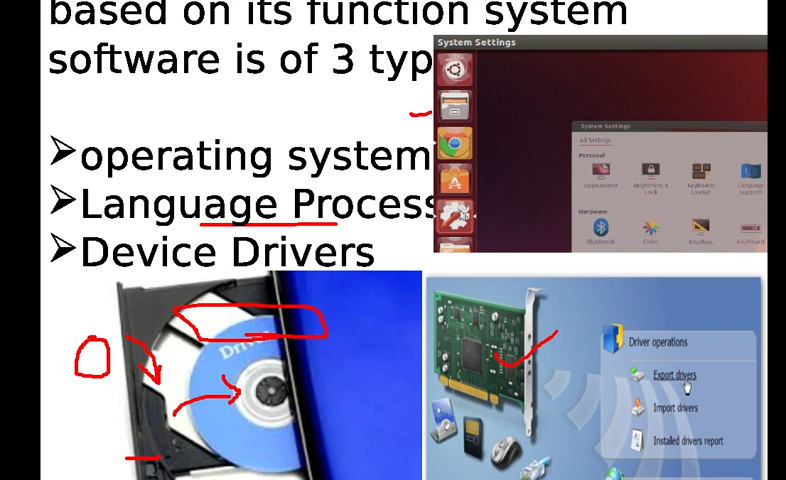 based on its function system
software is of 3 typ
System Settings
System Settings
All Settings
Personal
Appearance
Brightness & Lock
Keyboard Layout
Language Support
Hardware
Bluetooth
Color
Displays
Keyboard
operating system
Language Process
Device Drivers
Driver operations
Export drivers
Import drivers
Installed drivers report